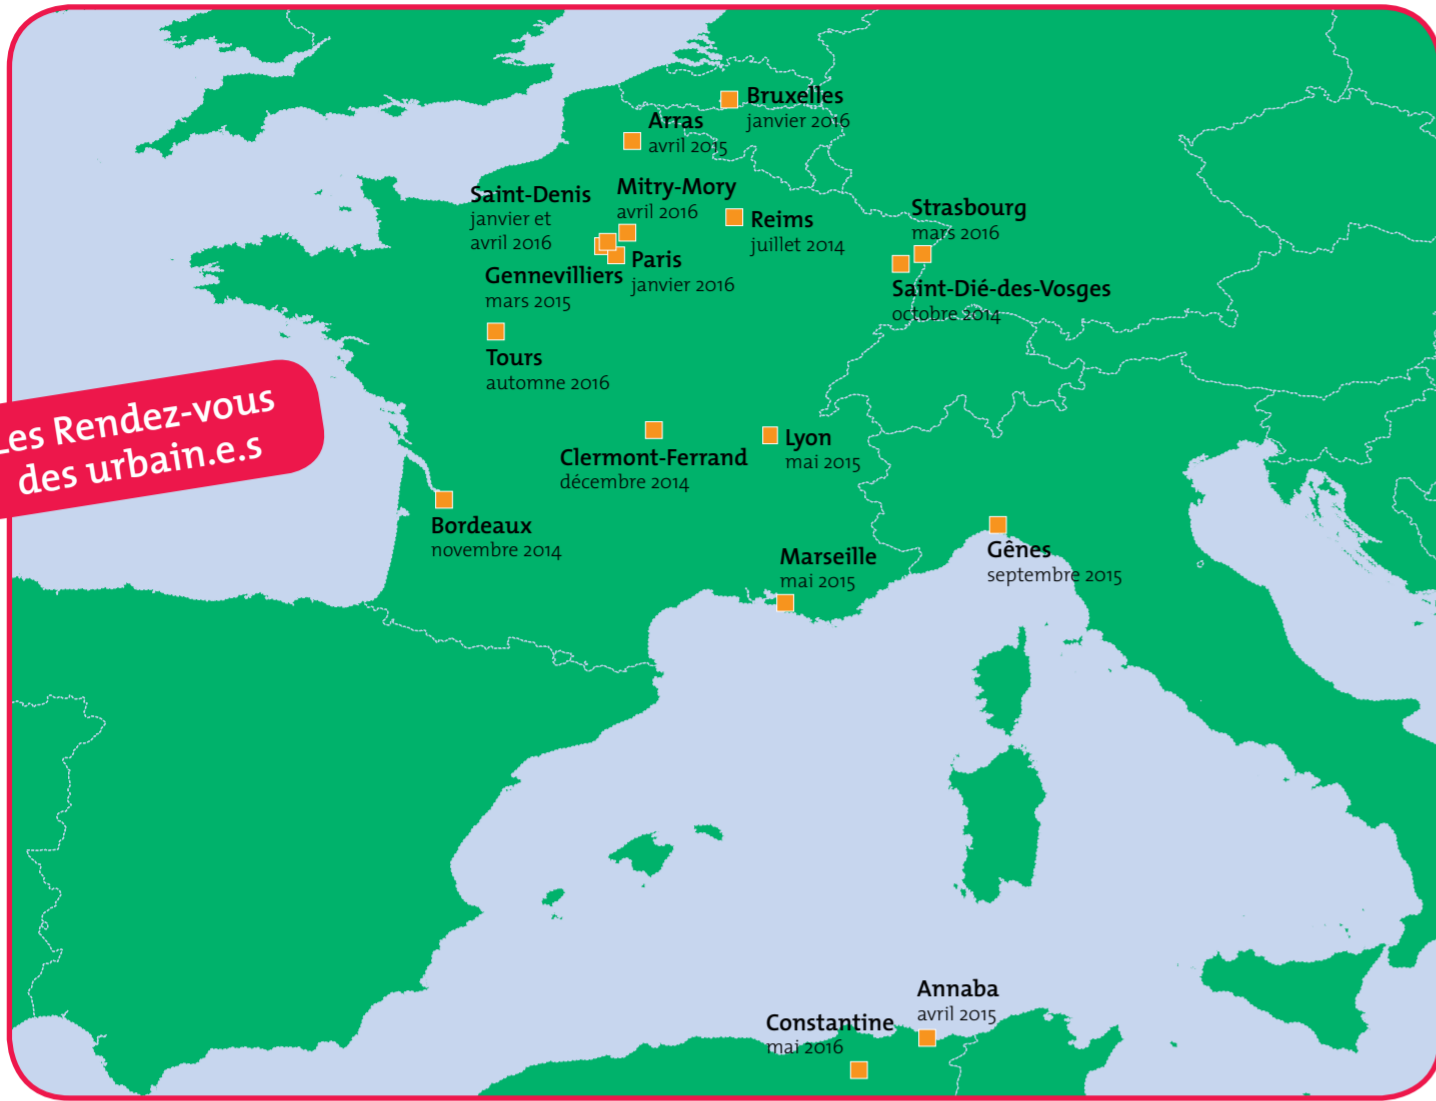 Bruxelles
janvier 2016
Arras
avril 2015
Saint-Denis
janvier et
avril 2016
Mitry-Mory
avril 2016
Reims
juillet 2014
Strasbourg
mars 2016
Paris
janvier 2016
Gennevilliers
mars 2015
Saint-Dié-des-Vosges
octobre 2014
Tours
automne 2016
Les Rendez-vous
des urbain.e.s
Clermont-Ferrand
décembre 2014
Lyon
mai 2015
Bordeaux
novembre 2014
Marseille
mai 2015
Gênes
septembre 2015
Annaba
avril 2015
Constantine
mai 2016